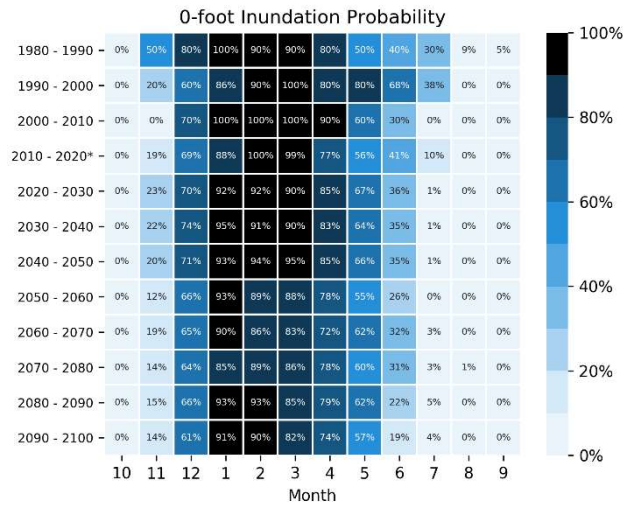 0-foot Inundation Probability
1980 - 1990 0% 50% 80% 100% 90% 90% 80% 50% 40% 30% 9% 5%
1990 - 2000 0% 20% 60% 86% 90% 100% 80% 80% 68% 38% 0% 0%
2000 - 2010 0% 0% 70% 100% 100% 100% 90% 60% 30% 0% 0% 0%
2010 - 2020* 0% 19% 69% 88% 100% 99% 77% 56% 41% 10% 0% 0%
2020 - 2030 0% 23% 70% 92% 92% 90% 85% 67% 36% 1% 0% 0%
2030 - 2040 0% 22% 74% 95% 91% 90% 83% 64% 35% 1% 0% 0%
2040 - 2050 0% 20% 71% 93% 94% 95% 85% 66% 35% 1% 0% 0%
2050 - 2060 0% 12% 66% 93% 89% 88% 78% 55% 26% 0% 0% 0%
2060 - 2070 0% 19% 65% 90% 86% 83% 72% 62% 32% 3% 0% 0%
2070 - 2080 0% 14% 64% 85% 89% 86% 78% 60% 31% 3% 1% 0%
2080 - 2090 0% 15% 66% 93% 93% 85% 79% 62% 22% 5% 0% 0%
2090 - 2100 0% 14% 61% 91% 90% 82% 74% 57% 19% 4% 0% 0%
10 11 12 1 2 3 4 5 6 7 8 9
Month
100%
80%
60%
40%
20%
0%